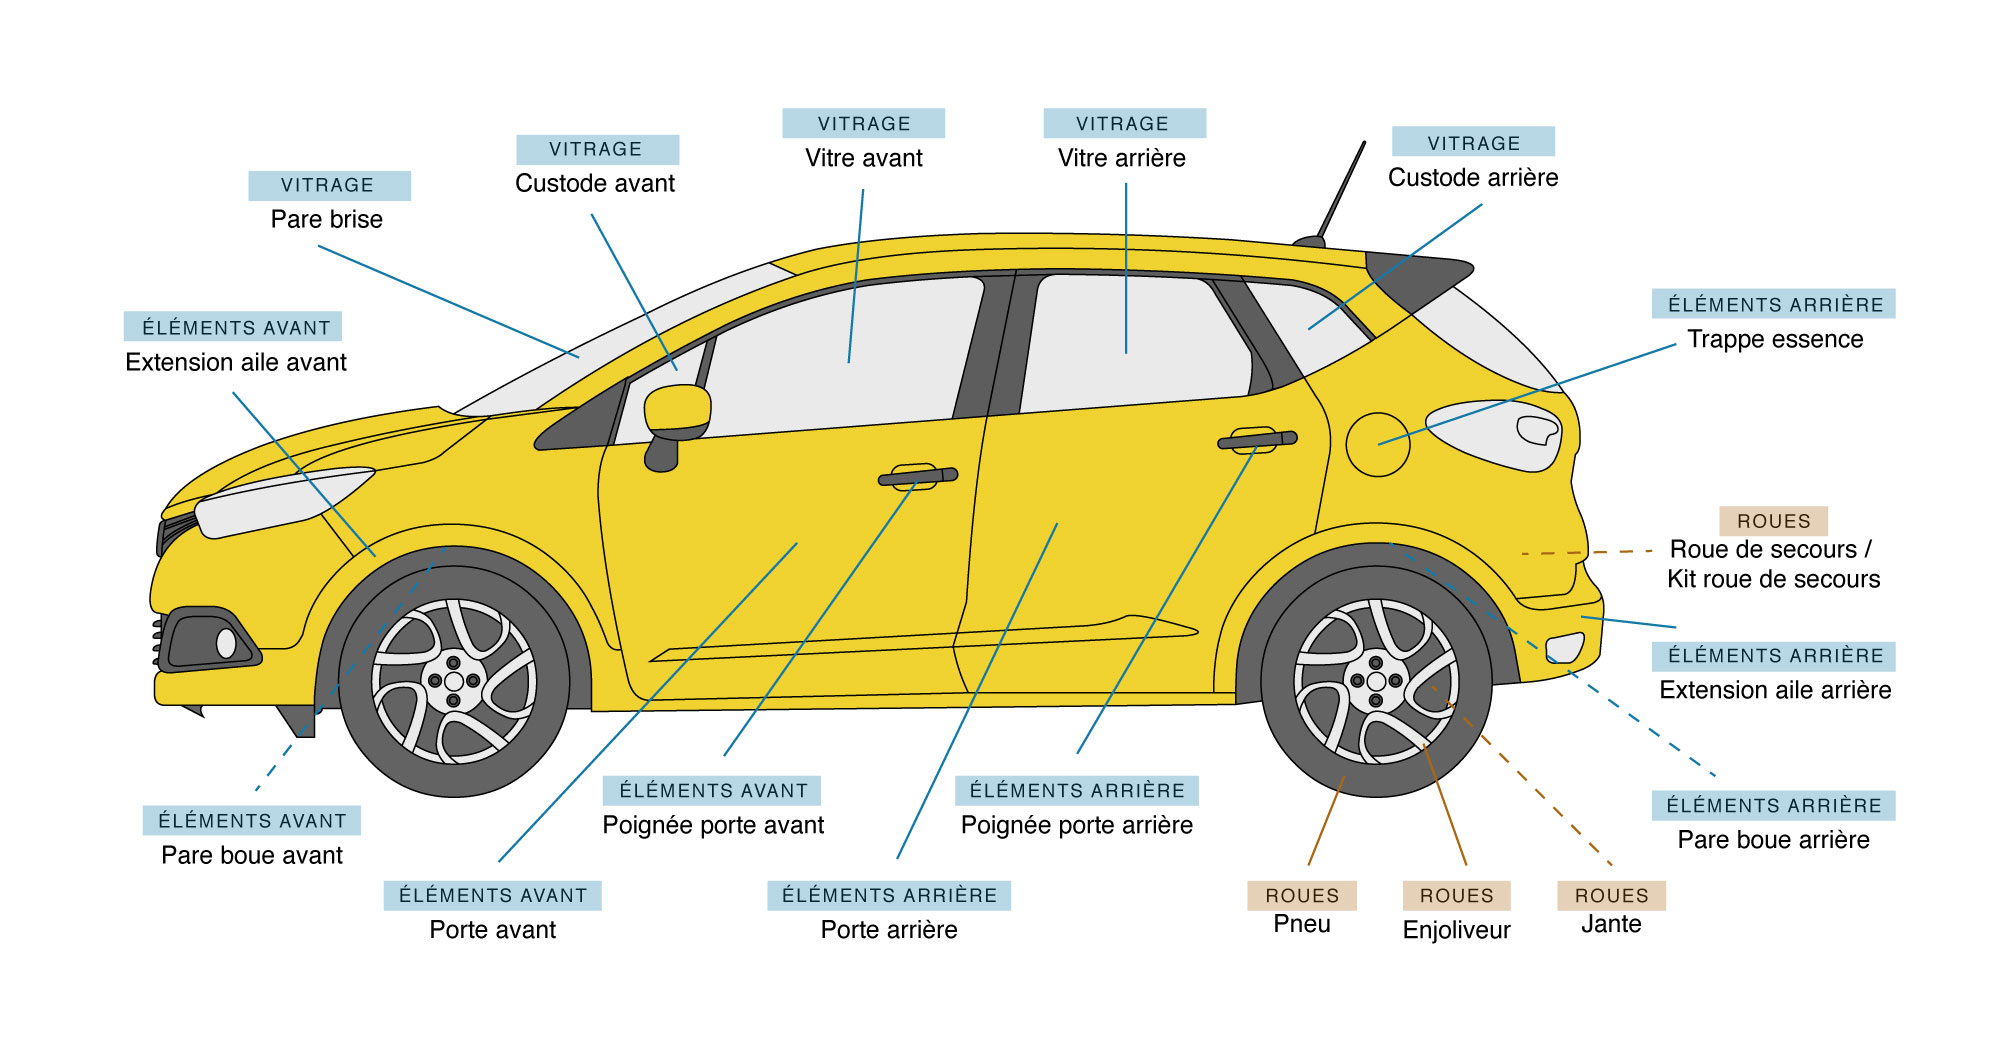 VITRAGE
Pare brise
VITRAGE
Custode avant
VITRAGE
Vitre avant
VITRAGE
Vitre arrière
VITRAGE
Custode arrière
ÉLÉMENTS AVANT
Extension aile avant
ÉLÉMENTS ARRIÈRE
Trappe essence
ROUES
Roue de secours /
Kit roue de secours
ÉLÉMENTS ARRIÈRE
Extension aile arrière
ÉLÉMENTS AVANT
Pare boue avant
ÉLÉMENTS AVANT
Poignée porte avant
ÉLÉMENTS ARRIÈRE
Poignée porte arrière
ÉLÉMENTS ARRIÈRE
Pare boue arrière
ÉLÉMENTS AVANT
Porte avant
ÉLÉMENTS ARRIÈRE
Porte arrière
ROUES
Pneu
ROUES
Enjoliveur
ROUES
Jante